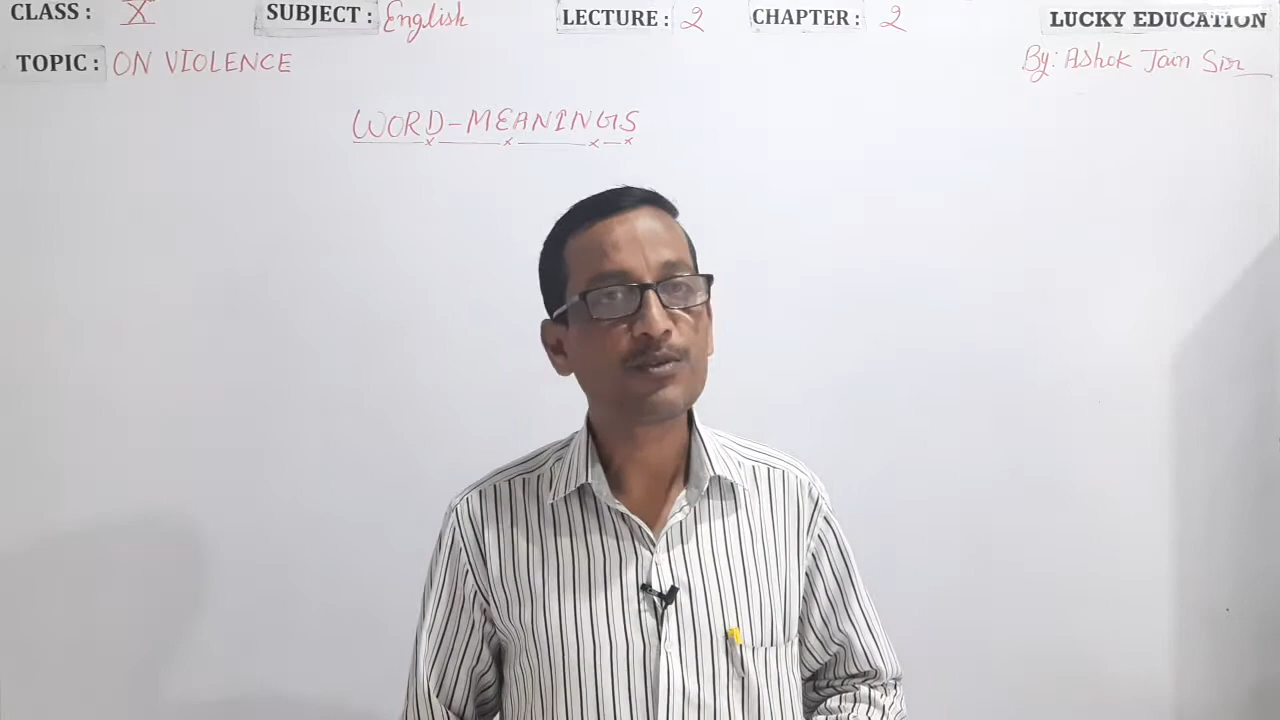 CLASS : X SUBJECT : English LECTURE : 2 CHAPTER : 2 LUCKY EDUCATION
TOPIC : ON VIOLENCE By: Ashok Jain Sir
WORD-MEANINGS